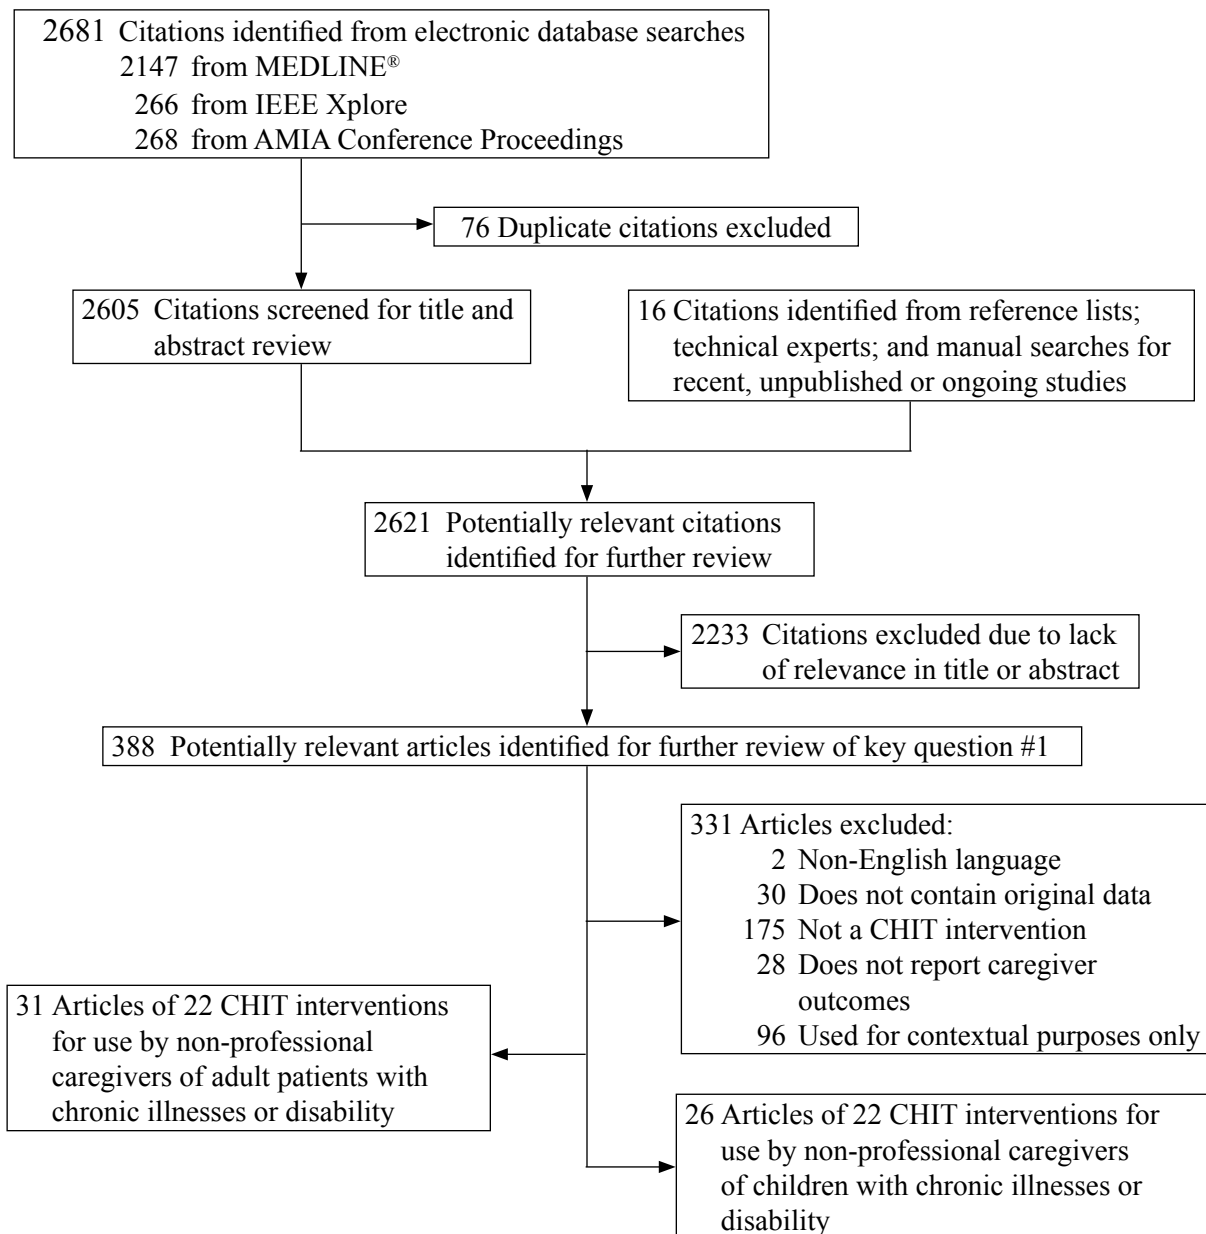 2681 Citations identified from electronic database searches
2147 from MEDLINE®
266 from IEEE Xplore
268 from AMIA Conference Proceedings
76 Duplicate citations excluded
2605 Citations screened for title and
abstract review
16 Citations identified from reference lists;
technical experts; and manual searches for
recent, unpublished or ongoing studies
2621 Potentially relevant citations
identified for further review
2233 Citations excluded due to lack
of relevance in title or abstract
388 Potentially relevant articles identified for further review of key question #1
331 Articles excluded:
2 Non-English language
30 Does not contain original data
175 Not a CHIT intervention
28 Does not report caregiver
outcomes
96 Used for contextual purposes only
31 Articles of 22 CHIT interventions
for use by non-professional
caregivers of adult patients with
chronic illnesses or disability
26 Articles of 22 CHIT interventions for
use by non-professional caregivers
of children with chronic illnesses or
disability